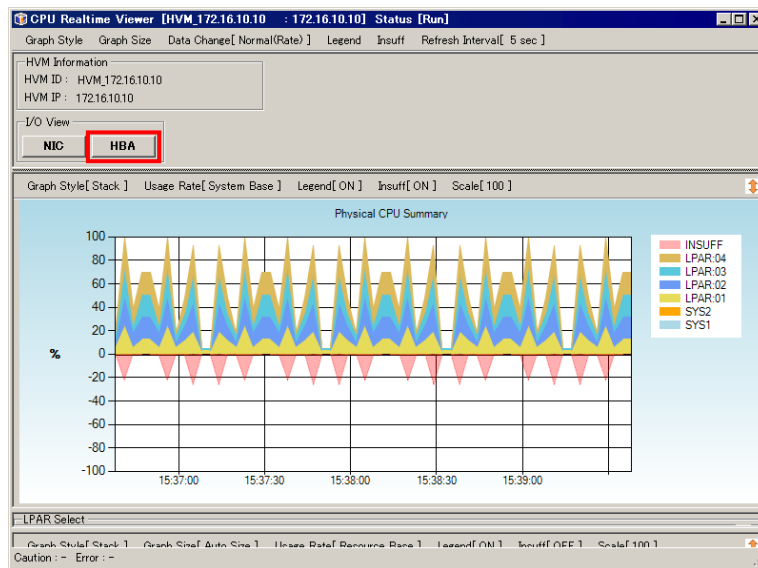 CPU Realtime Viewer [HVM_172.16.10.10 : 172.16.10.10] Status [Run]
Graph Style Graph Size Data Change[ Normal(Rate) ] Legend Insuff Refresh Interval[ 5 sec ]
HVM Information
HVM ID : HVM_172.16.10.10
HVM IP : 172.16.10.10
I/O View
NIC HBA
Graph Style[ Stack ] Usage Rate[ System Base ] Legend[ ON ] Insuff[ ON ] Scale[ 100 ]
Physical CPU Summary
100
80
60
40
20
0
-20
-40
-60
-80
-100
%
15:37:00 15:37:30 15:38:00 15:38:30 15:39:00
INSUFF
LPAR:04
LPAR:03
LPAR:02
LPAR:01
SYS2
SYS1
LPAR Select
Graph Style[ Stack ] Graph Size[ Auto Size ] Usage Rate[ Resource Base ] Legend[ ON ] Insuff[ OFF ] Scale[ 100 ]
Caution : - Error : -